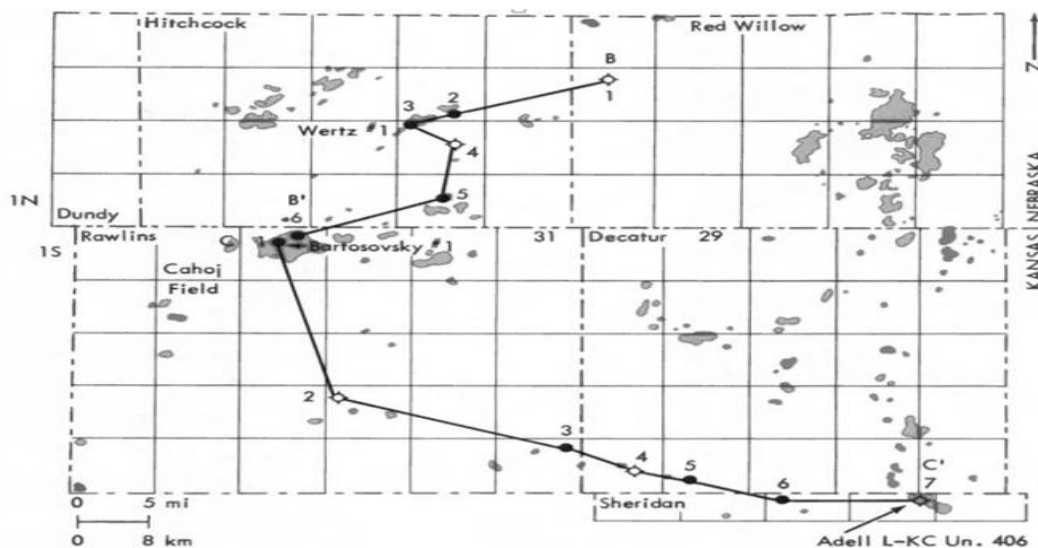 Hitchcock
Red Willow
B
1
2
3
Wertz #1
4
5
1N
B'
6
Dundy
Rawlins
C
1
Bartosovsky #1
31
Decatur
29
1S
Cahoj
Field
2
3
4
5
6
C'
7
0 5 mi
0 8 km
Sheridan
Adell L-KC Un. 406
KANSAS NEBRASKA
N